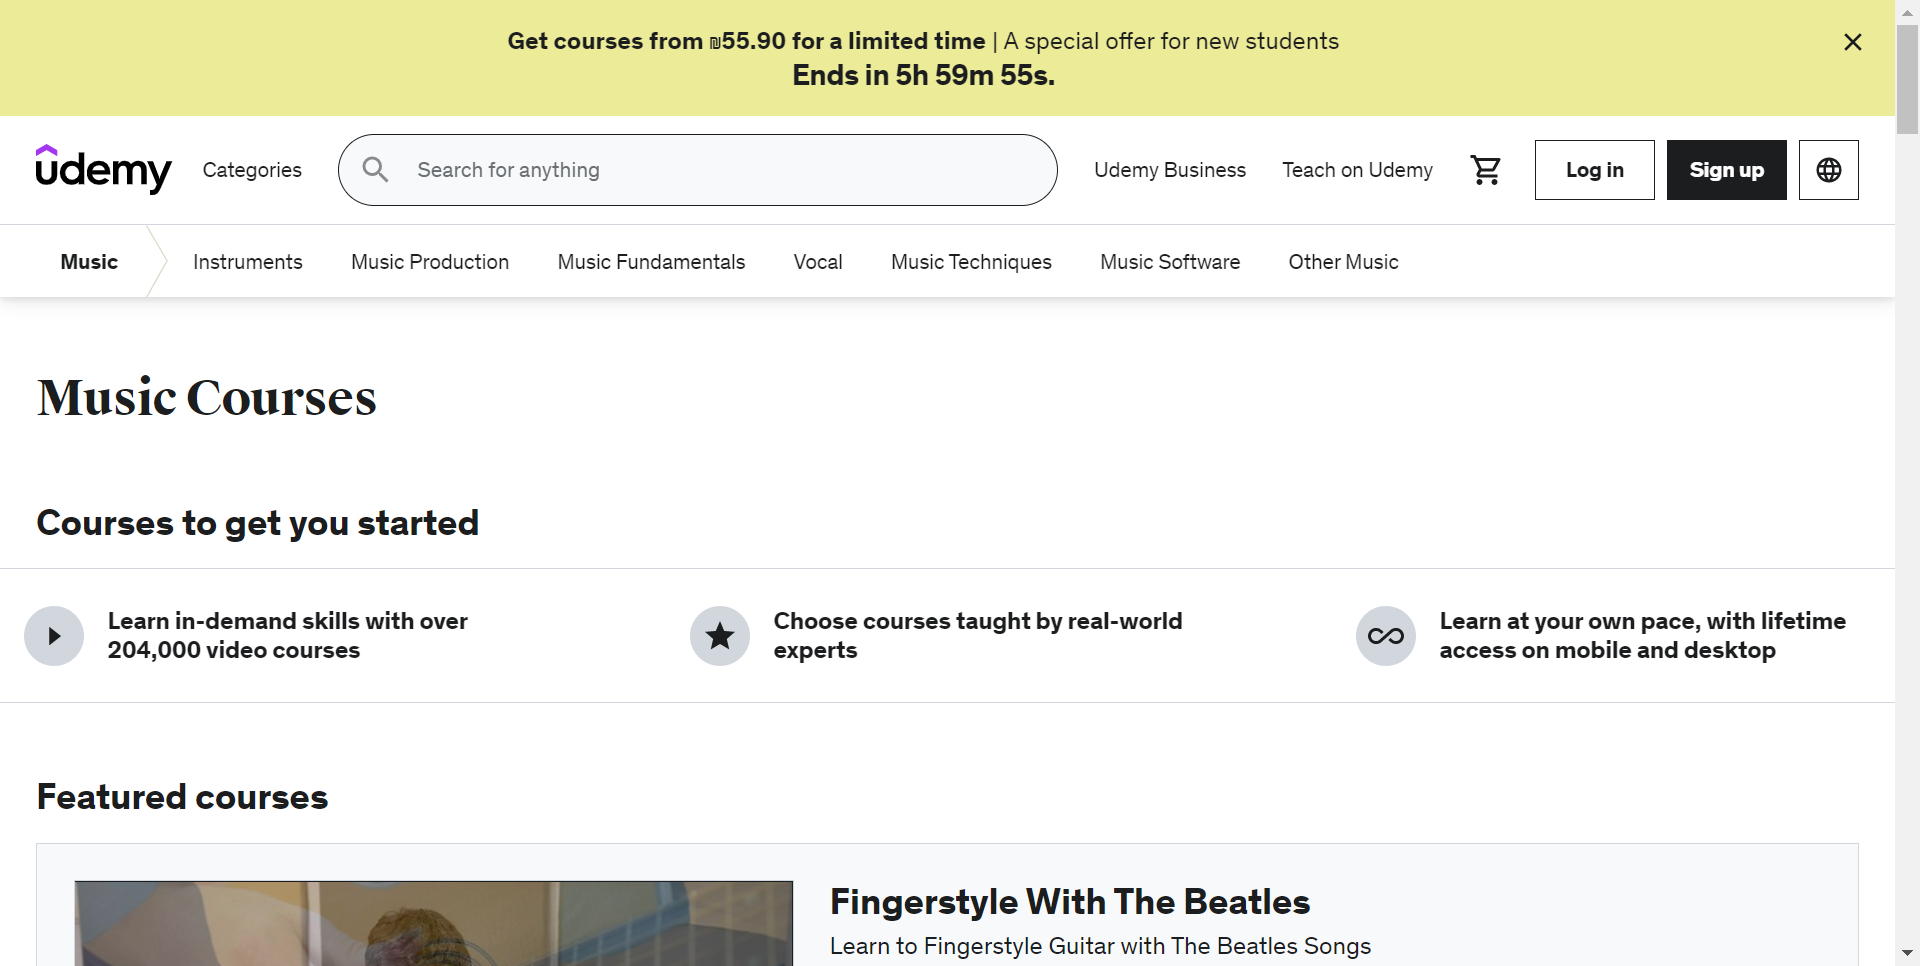 Get courses from ₪55.90 for a limited time | A special offer for new students
Ends in 5h 59m 55s.
udemy
Categories
Search for anything
Udemy Business
Teach on Udemy
Log in
Sign up
Music
Instruments
Music Production
Music Fundamentals
Vocal
Music Techniques
Music Software
Other Music
Music Courses
Courses to get you started
Learn in-demand skills with over
204,000 video courses
Choose courses taught by real-world
experts
Learn at your own pace, with lifetime
access on mobile and desktop
Featured courses
Fingerstyle With The Beatles
Learn to Fingerstyle Guitar with The Beatles Songs